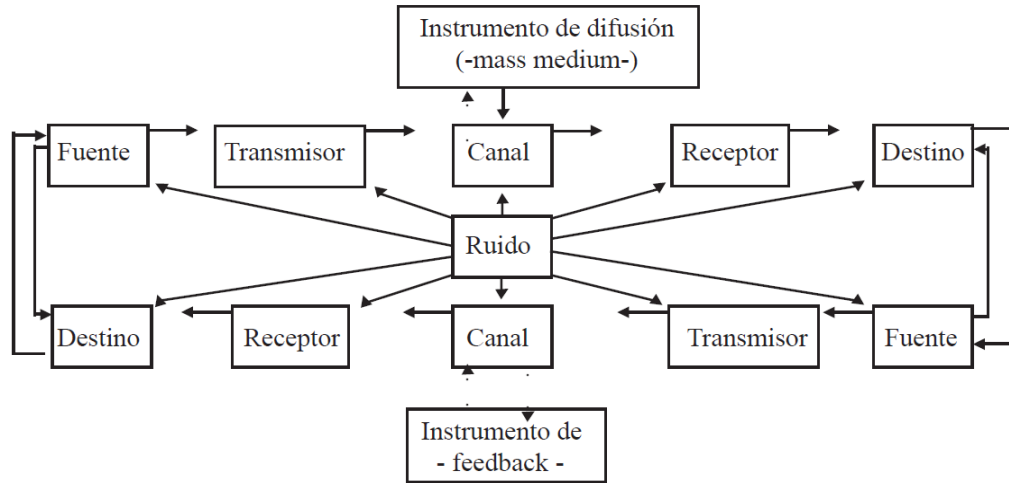 Instrumento de difusión
(-mass medium-)
Fuente
Transmisor
Canal
Receptor
Destino
Ruido
Destino
Receptor
Canal
Transmisor
Fuente
Instrumento de
- feedback -